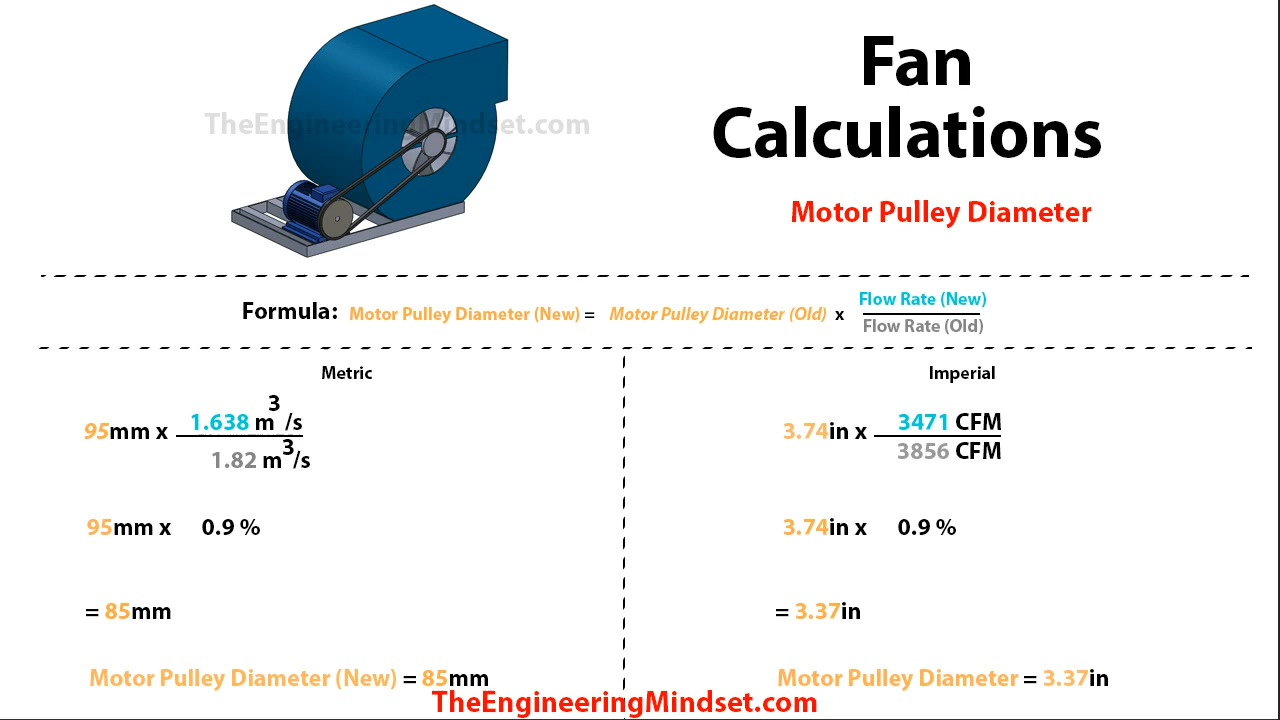 Fan
Calculations
TheEngineeringMindset.com
Motor Pulley Diameter
Formula: Motor Pulley Diameter (New) = Motor Pulley Diameter (Old) x Flow Rate (New)
Flow Rate (Old)
Metric
95mm x 1.638 m3/s
1.82 m3/s
95mm x 0.9 %
= 85mm
Motor Pulley Diameter (New) = 85mm
Imperial
3.74in x 3471 CFM
3856 CFM
3.74in x 0.9 %
= 3.37in
Motor Pulley Diameter = 3.37in
TheEngineeringMindset.com